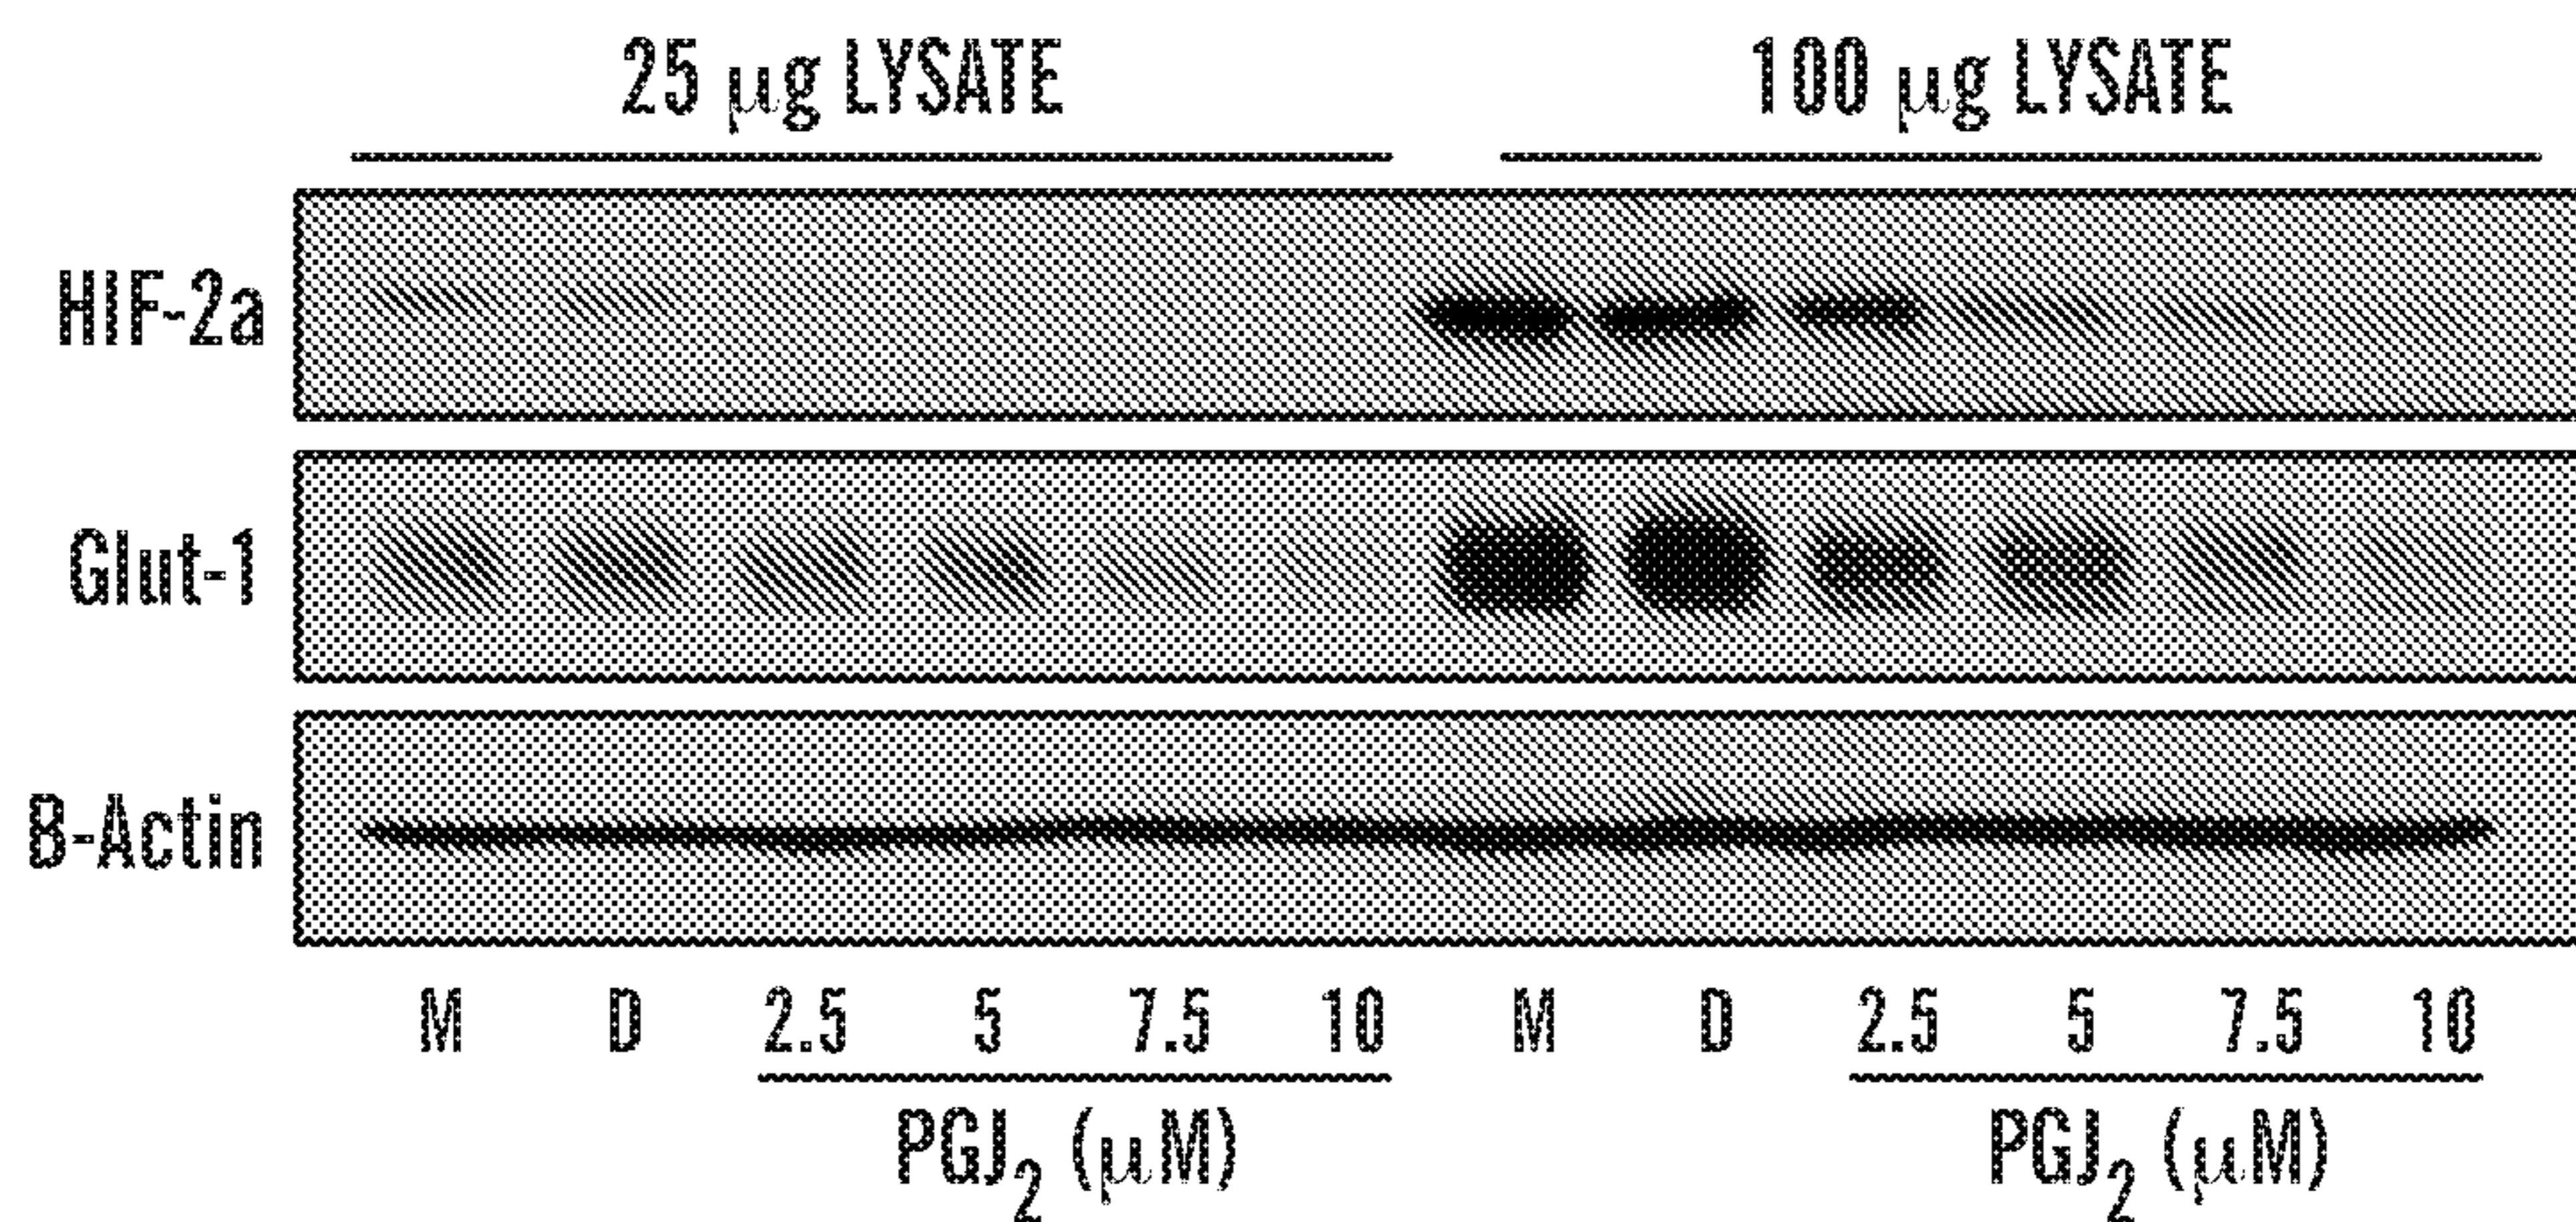 25 µg LYSATE 100 µg LYSATE
HIF-2a
Glut-1
B-Actin
M D 2.5 5 7.5 10 M D 2.5 5 7.5 10
PGJ2 (µM) PGJ2 (µM)